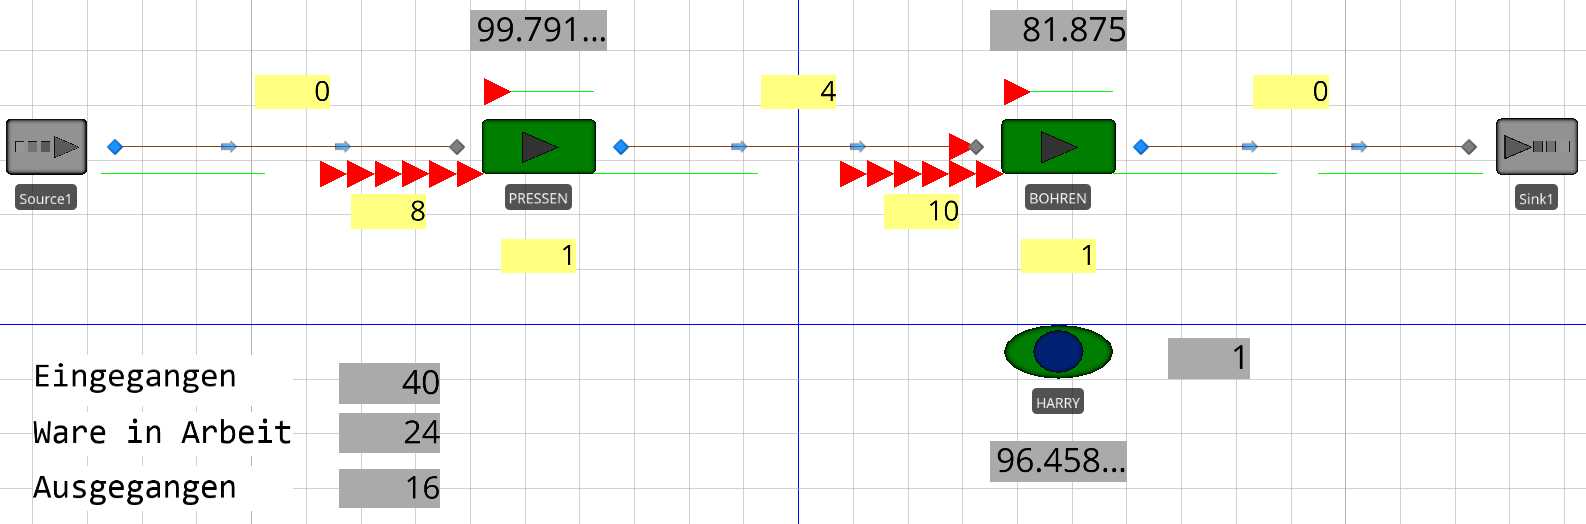 99.791...
81.875
0
4
0
Source1
PRESSEN
BOHREN
Sink1
8
10
1
1
HARRY
1
96.458...
Eingegangen 40
Ware in Arbeit 24
Ausgegangen 16